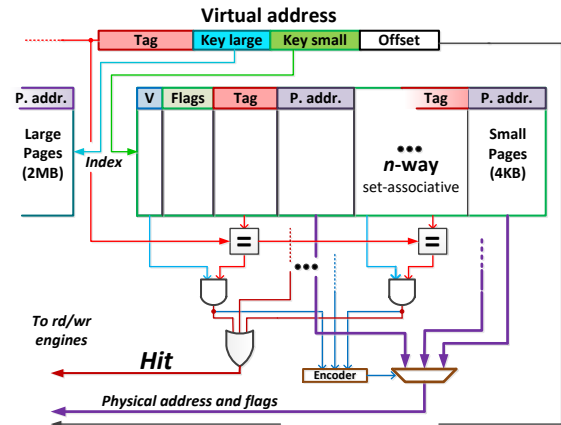 Virtual address
Tag Key large Key small Offset
P. addr. V Flags Tag P. addr. Tag P. addr.
Large
Pages
(2MB)
Index
n-way
set-associative
Small
Pages
(4KB)
= =
To rd/wr
engines
Hit
Encoder
Physical address and flags